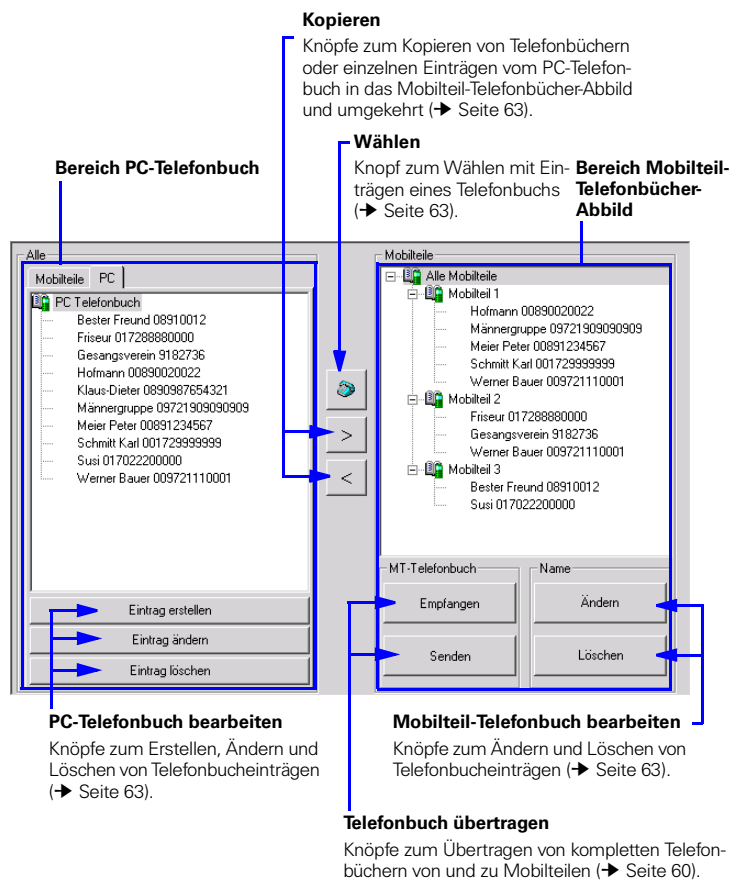 Kopieren
Knöpfe zum Kopieren von Telefonbüchern
oder einzelnen Einträgen vom PC-Telefon-
buch in das Mobilteil-Telefonbücher-Abbild
und umgekehrt (➔ Seite 63).
Wählen
Knopf zum Wählen mit Ein-
trägen eines Telefonbuchs
(➔ Seite 63).
Bereich PC-Telefonbuch
Bereich Mobilteil-
Telefonbücher-
Abbild
Alle
Mobilteile PC
PC Telefonbuch
Bester Freund 08910012
Friseur 017288880000
Gesangsverein 9182736
Hofmann 00890020022
Klaus-Dieter 0890987654321
Männergruppe 09721909090909
Meier Peter 00891234567
Schmitt Karl 001729999999
Susi 017022200000
Werner Bauer 009721110001
Eintrag erstellen
Eintrag ändern
Eintrag löschen
>
<
Mobilteile
Alle Mobilteile
Mobilteil 1
Hofmann 00890020022
Männergruppe 09721909090909
Meier Peter 00891234567
Schmitt Karl 001729999999
Werner Bauer 009721110001
Mobilteil 2
Friseur 017288880000
Gesangsverein 9182736
Werner Bauer 009721110001
Mobilteil 3
Bester Freund 08910012
Susi 017022200000
MT-Telefonbuch
Empfangen
Senden
Name
Ändern
Löschen
PC-Telefonbuch bearbeiten
Knöpfe zum Erstellen, Ändern und
Löschen von Telefonbucheinträgen
(➔ Seite 63).
Mobilteil-Telefonbuch bearbeiten
Knöpfe zum Ändern und Löschen von
Telefonbucheinträgen (➔ Seite 63).
Telefonbuch übertragen
Knöpfe zum Übertragen von kompletten Telefon-
büchern von und zu Mobilteilen (➔ Seite 60).